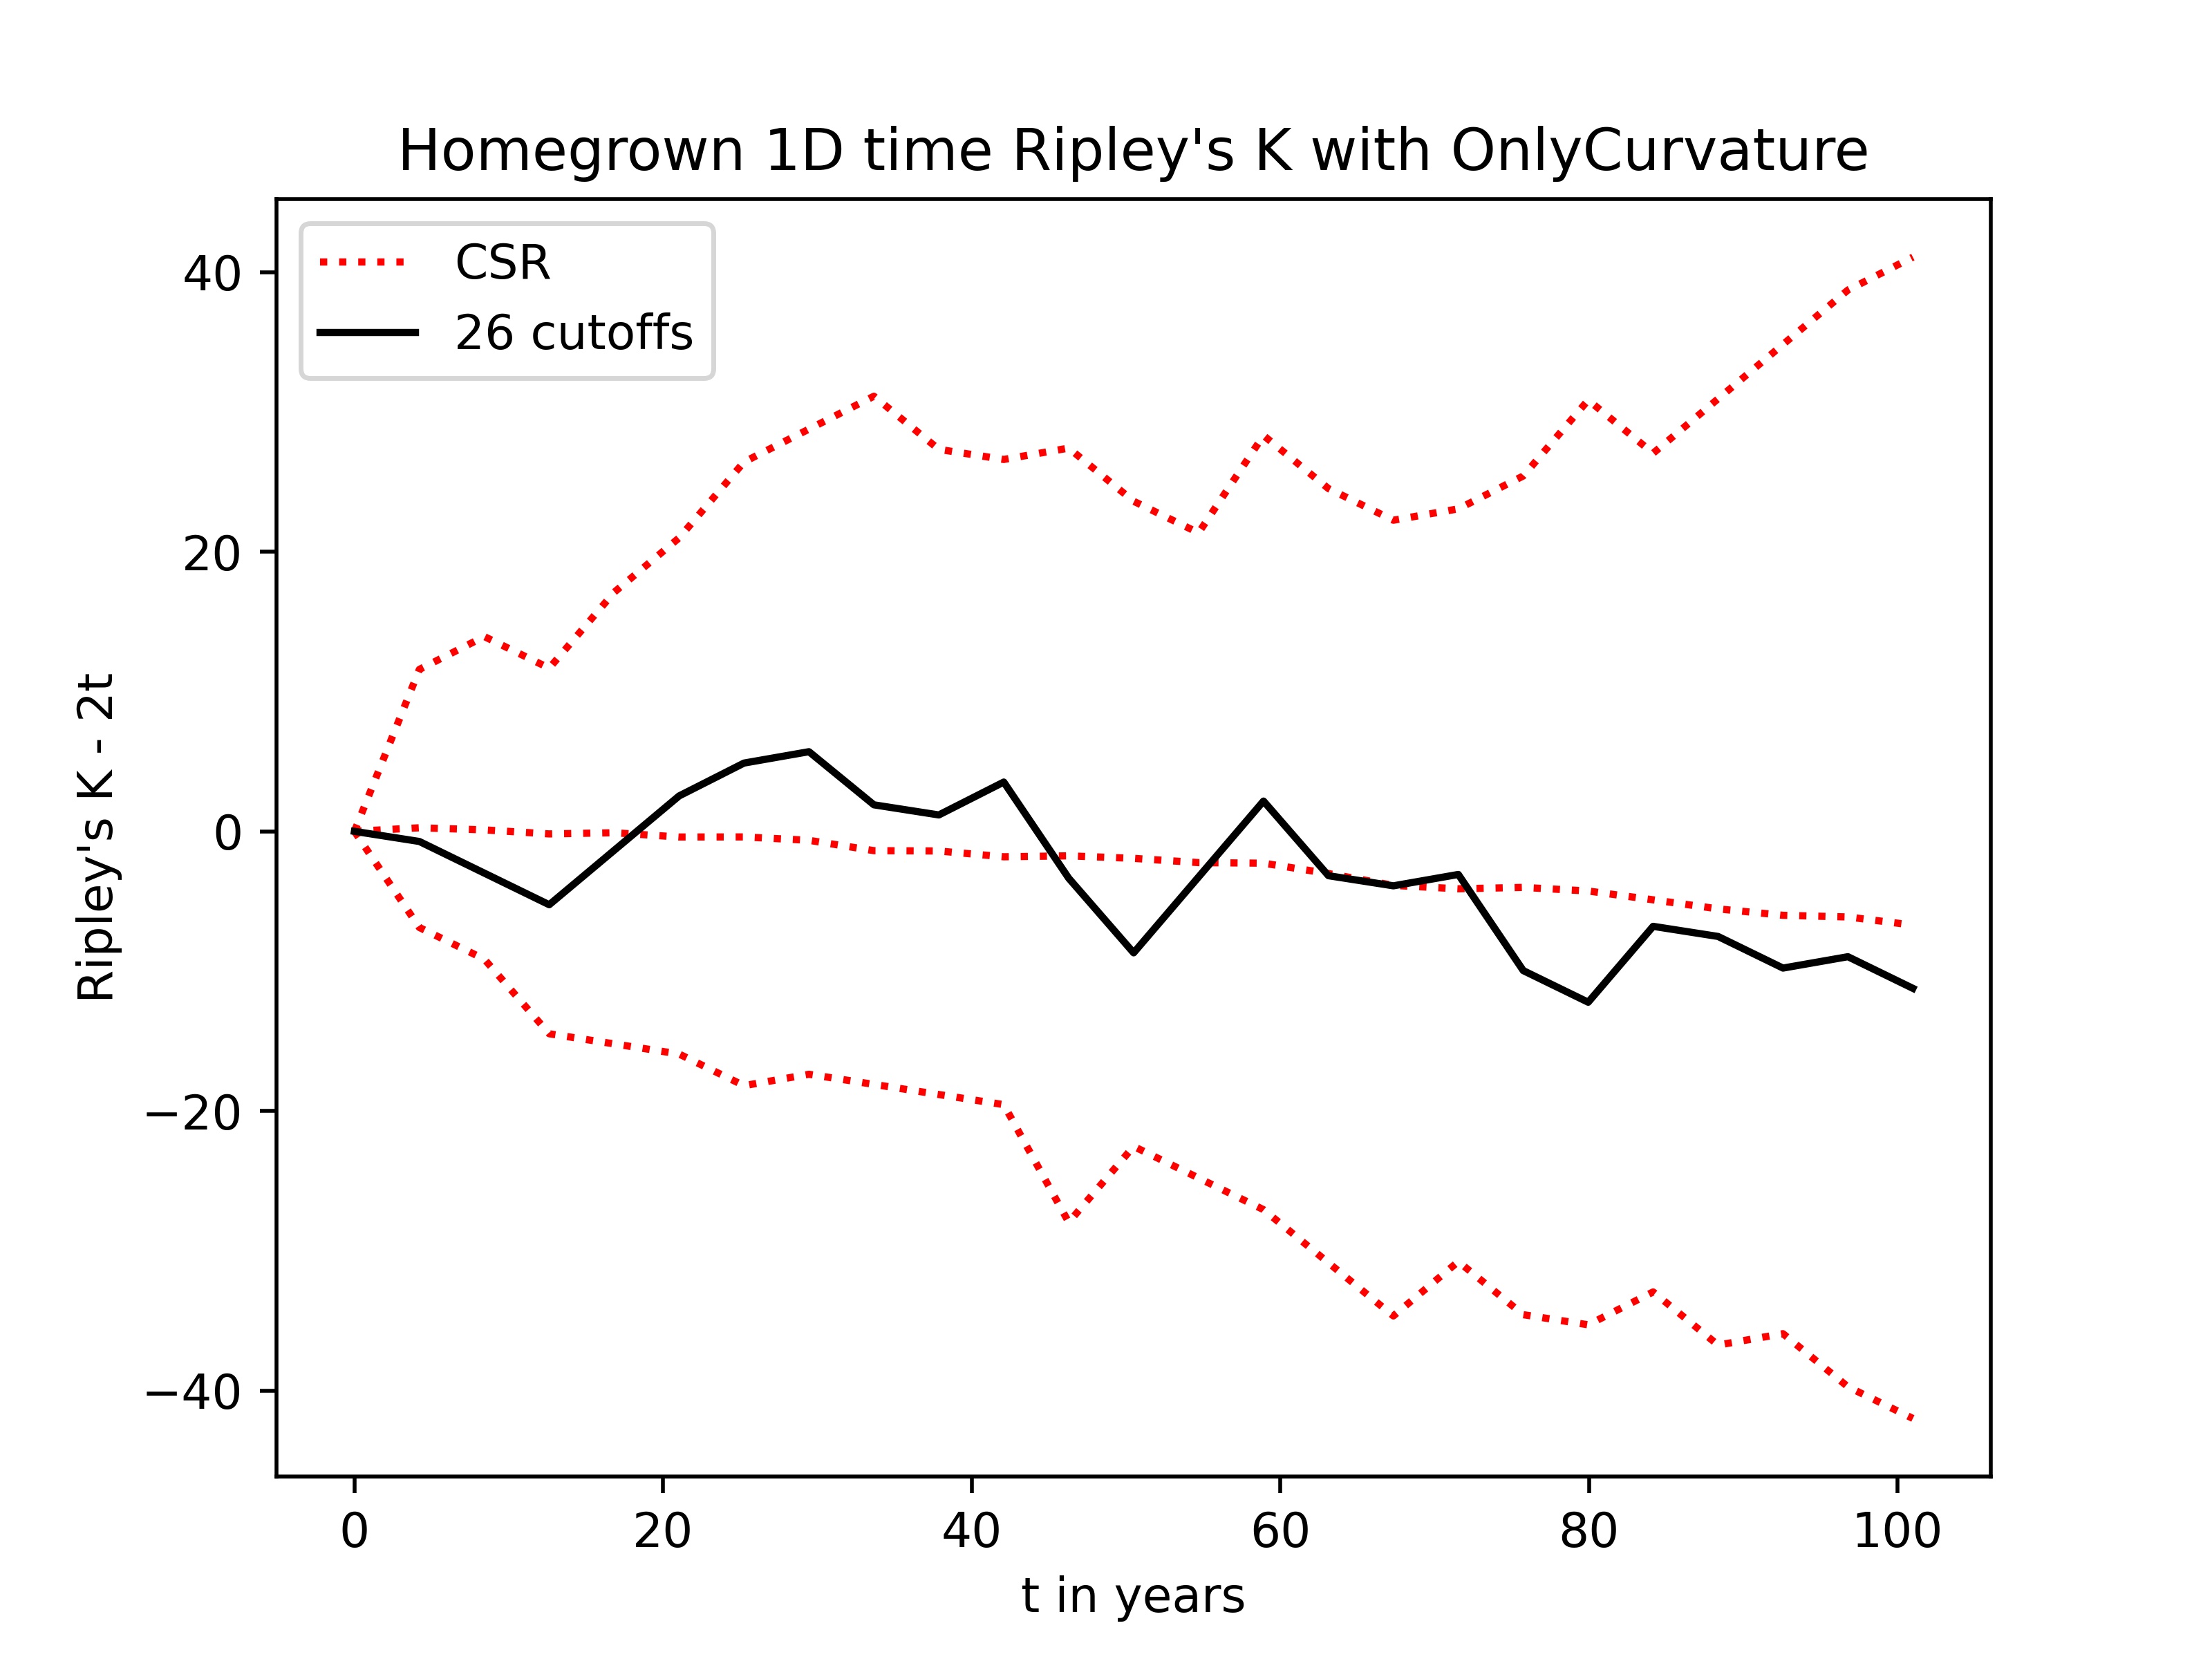 Homegrown 1D time Ripley's K with OnlyCurvature
CSR
26 cutoffs
40
20
0
−20
−40
Ripley's K - 2t
0 20 40 60 80 100
t in years